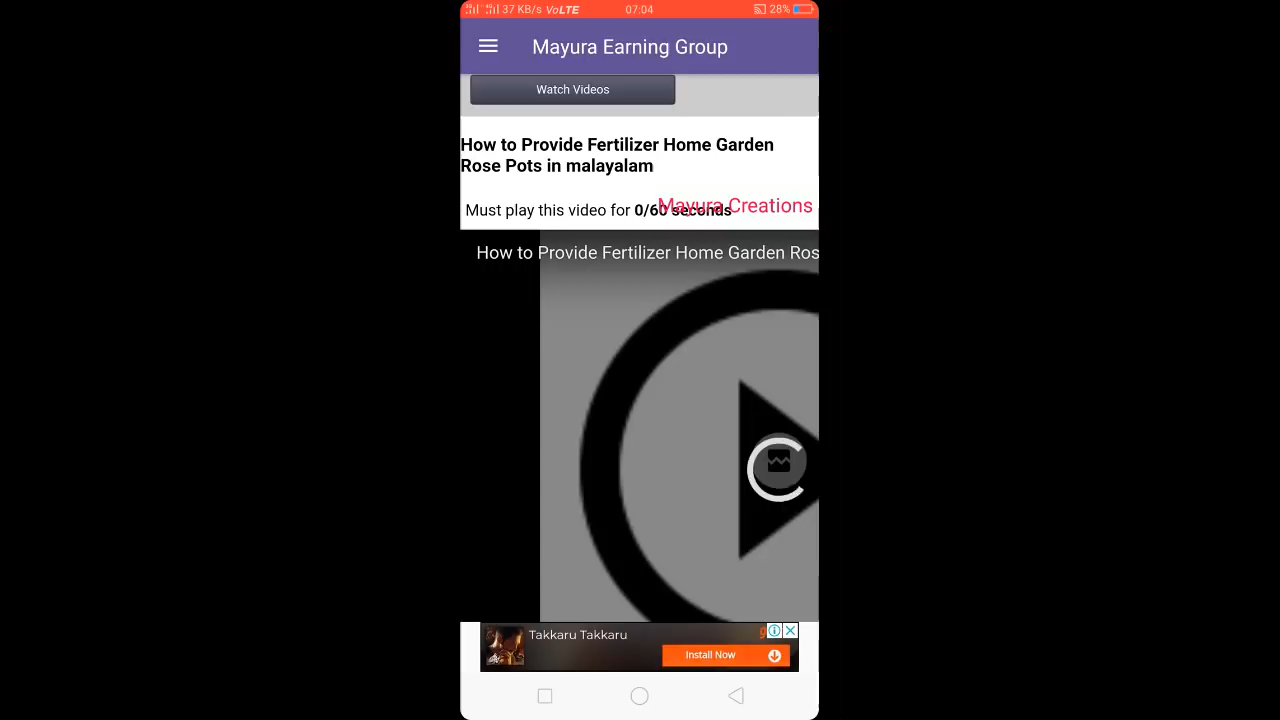 37 KB/s VoLTE 07:04 28%
Mayura Earning Group
Watch Videos
How to Provide Fertilizer Home Garden
Rose Pots in malayalam
Mayura Creations
Must play this video for 0/60 seconds
How to Provide Fertilizer Home Garden Ros
Takkaru Takkaru
Install Now